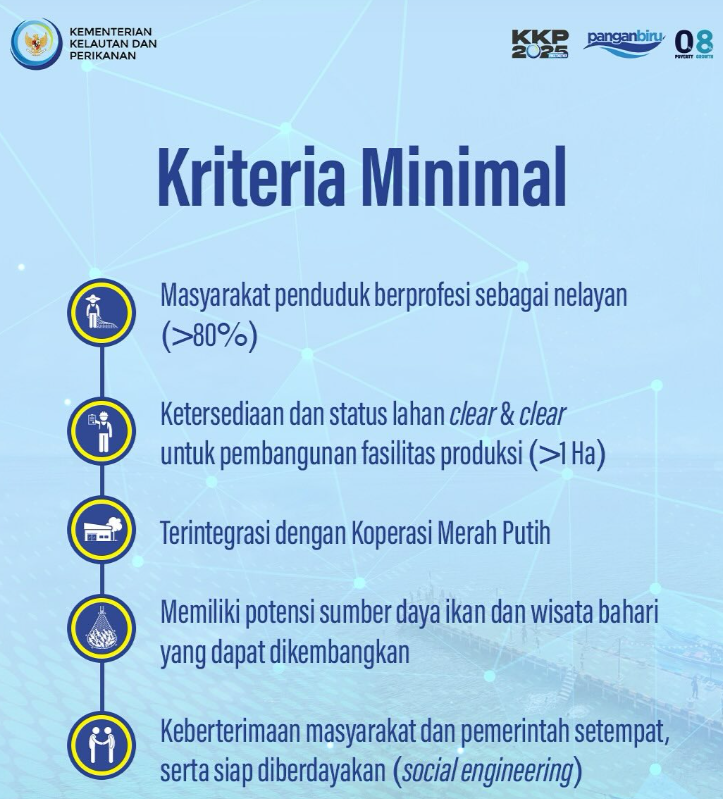 KEMENTERIAN
KELAUTAN DAN
PERIKANAN
KKP
2025
panganbiru
08
Kriteria Minimal
Masyarakat penduduk berprofesi sebagai nelayan
(>80%)
Ketersediaan dan status lahan clear & clear
untuk pembangunan fasilitas produksi (>1 Ha)
Terintegrasi dengan Koperasi Merah Putih
Memiliki potensi sumber daya ikan dan wisata bahari
yang dapat dikembangkan
Keberterimaan masyarakat dan pemerintah setempat,
serta siap diberdayakan (social engineering)